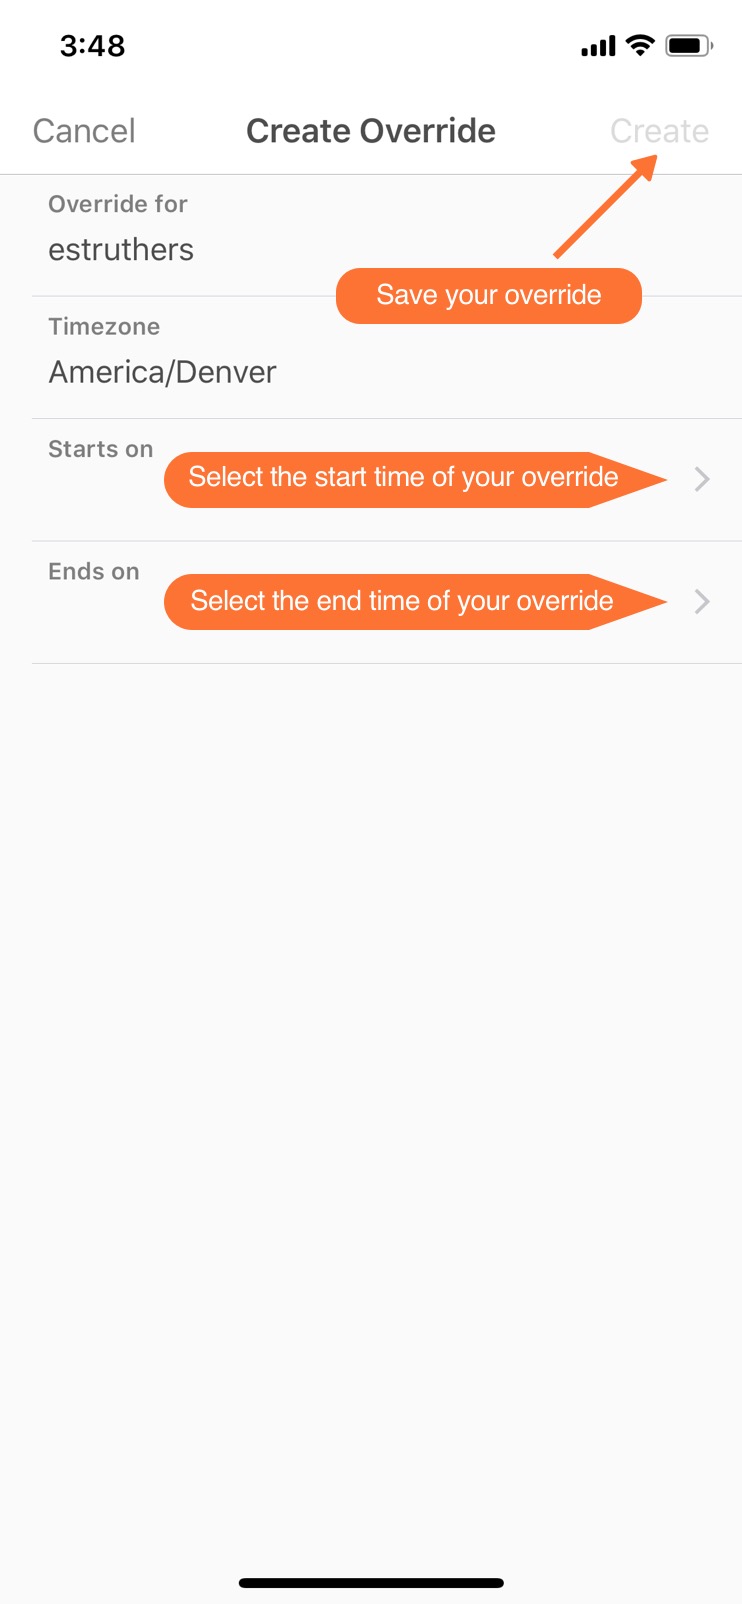 3:48
Cancel
Create Override
Create
Override for
estruthers
Save your override
Timezone
America/Denver
Starts on
Select the start time of your override
Ends on
Select the end time of your override